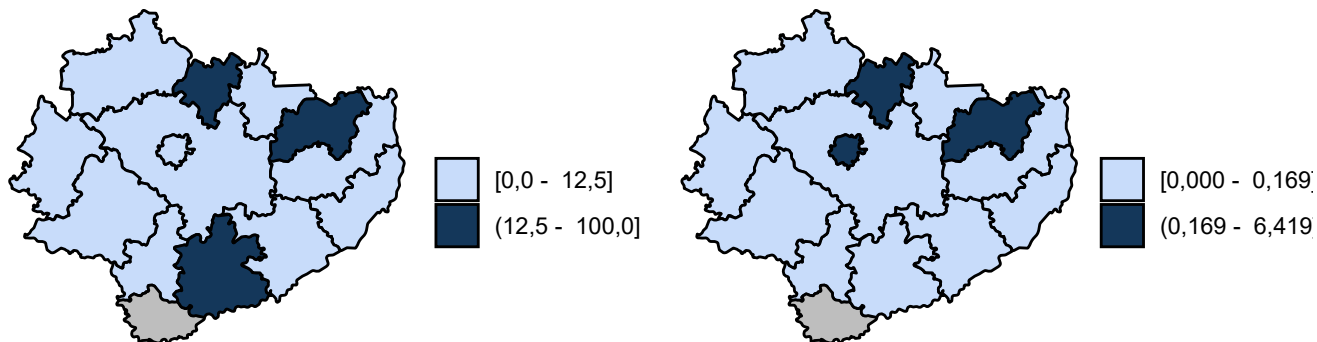 [0,0 - 12,5]
(12,5 - 100,0]
[0,000 - 0,169]
(0,169 - 6,419]